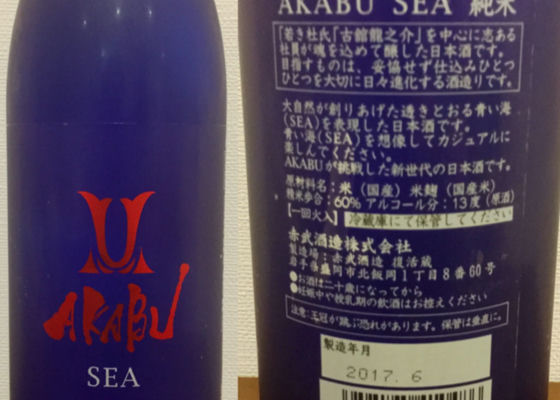 AKABU
SEA
AKABU SEA 純米
「若き杜氏「古舘龍之介」を中心に志ある
社員が魂を込めて醸した日本酒です。
目指すものは、妥協せず仕込みひとつ
ひとつを大切に日々進化する酒造りです。
大自然が創りあげた透きとおる青い海
(SEA)を表現した日本酒です。
青い海(SEA)を想像してカジュアルに
楽しんでください。
AKABUが挑戦した新世代の日本酒です。
原材料名：米（国産）米麹（国産米）
精米歩合：60% アルコール分：13度（原酒）
【一回火入】冷蔵庫にて保管してください
赤武酒造株式会社
製造場：赤武酒造 復活蔵
岩手県盛岡市北飯岡1丁目8番60号
●お酒は二十歳になってから
●妊娠中や授乳期の飲酒はお控えください
注意：王冠が跳ぶ恐れがあります。保管は垂直に。
製造年月
2017. 6